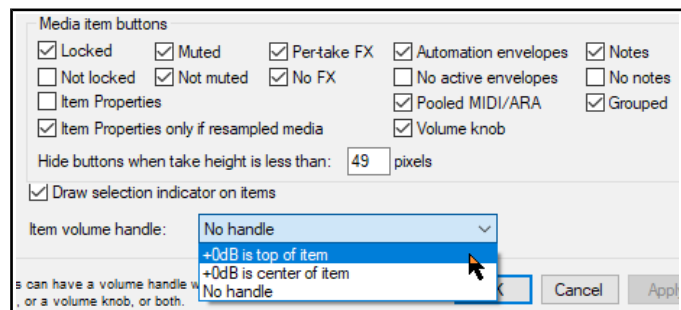 Media item buttons
Locked Muted Per-take FX Automation envelopes Notes
Not locked Not muted No FX No active envelopes No notes
Item Properties Pooled MIDI/ARA Grouped
Item Properties only if resampled media Volume knob
Hide buttons when take height is less than: 49 pixels
Draw selection indicator on items
Item volume handle: No handle
+0dB is top of item
+0dB is center of item
No handle
s can have a volume handle
, or a volume knob, or both.
Cancel